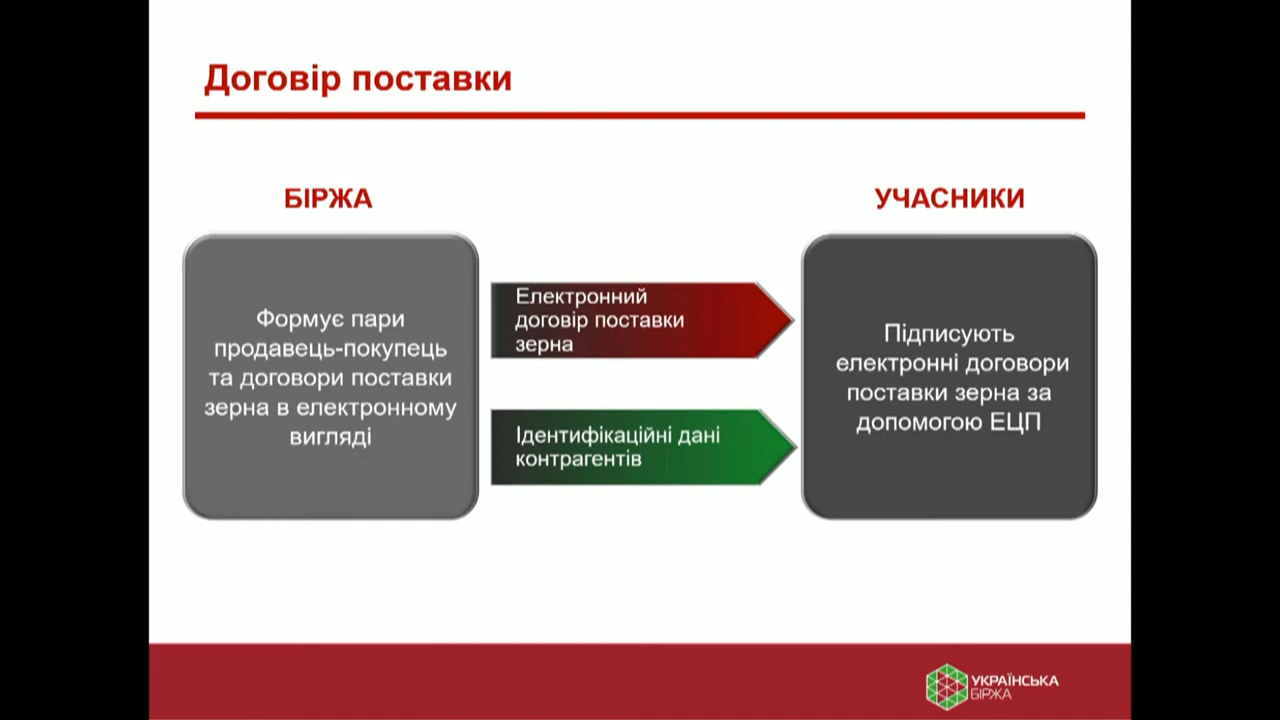 Договір поставки
БІРЖА
УЧАСНИКИ
Формує пари
продавець-покупець
та договори поставки
зерна в електронному
вигляді
Електронний
договір поставки
зерна
Ідентифікаційні дані
контрагентів
Підписують
електронні договори
поставки зерна за
допомогою ЕЦП
УКРАЇНСЬКА
БІРЖА